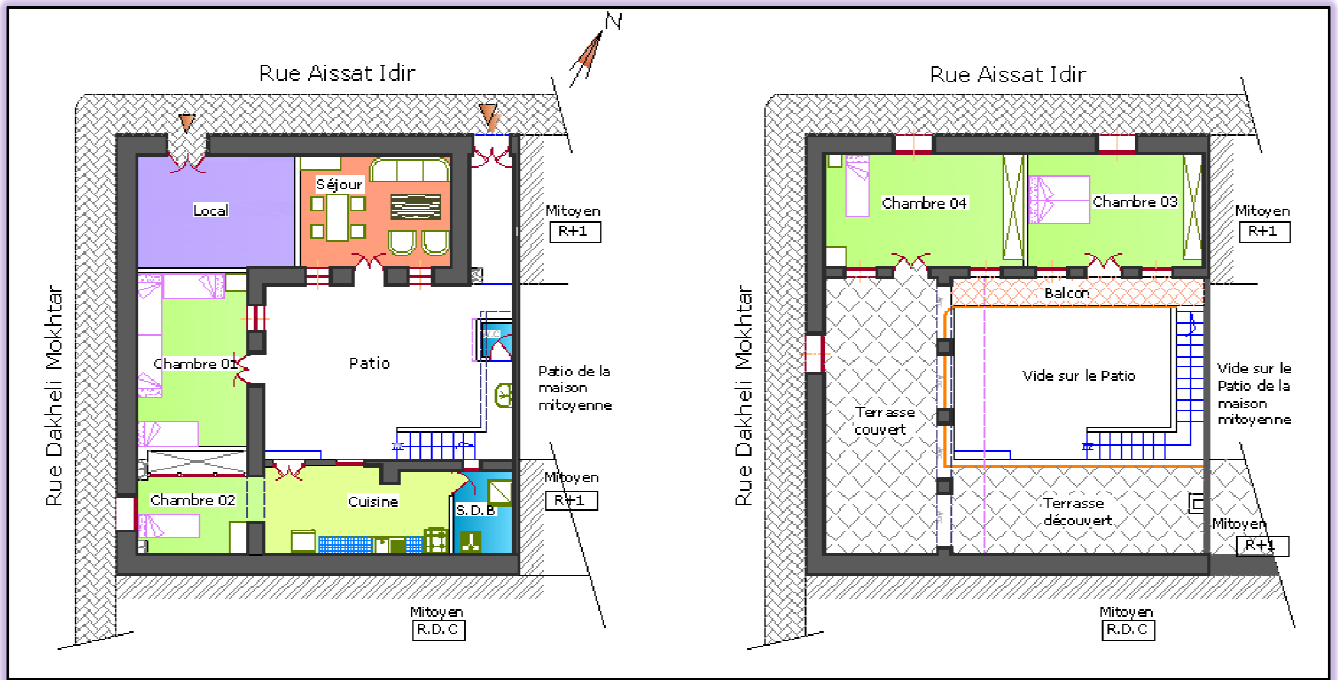 N
Rue Aissat Idir
Séjour
Local
Mitoyen
R+1
Rue Dakheli Mokhtar
Chambre 01
Patio
Patio de la
maison
mitoyenne
Chambre 02
Cuisine
S.D.B
Mitoyen
R+1
Mitoyen
R.D.C
Rue Aissat Idir
Chambre 04
Chambre 03
Mitoyen
R+1
Balcon
Rue Dakheli Mokhtar
Vide sur le Patio
Vide sur le
Patio de la
maison
mitoyenne
Terrasse
couvert
Terrasse
découvert
Mitoyen
R+1
Mitoyen
R.D.C